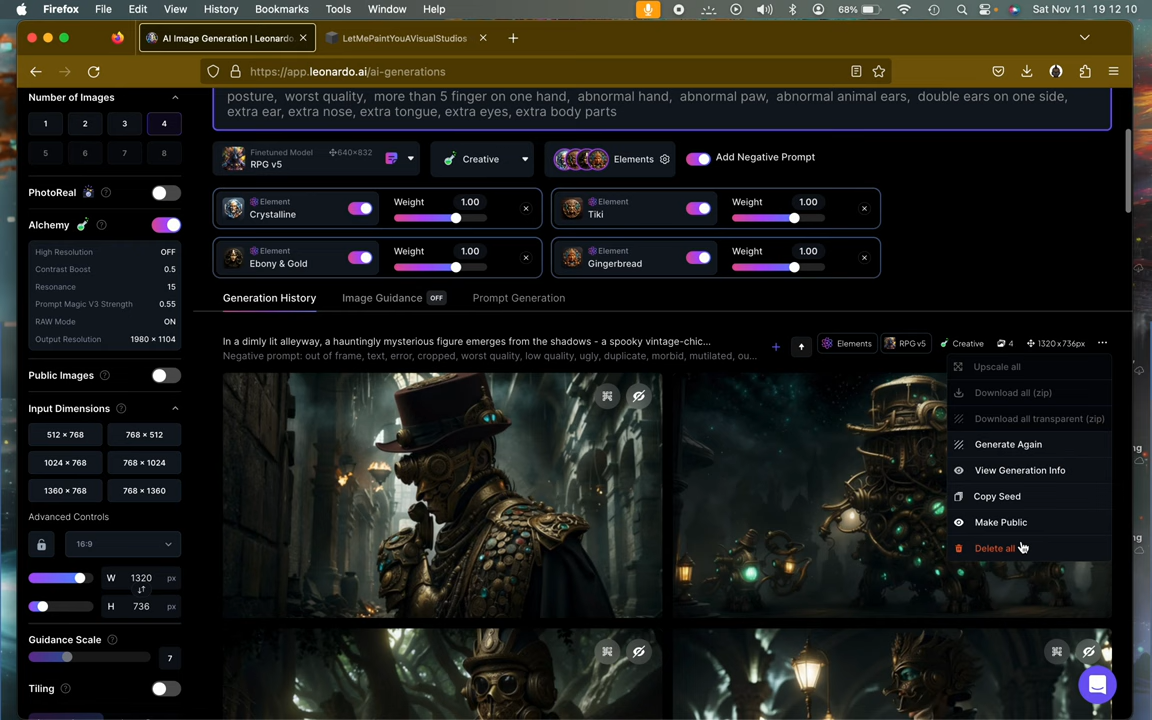 Firefox File Edit View History Bookmarks Tools Window Help 68% Sat Nov 11 19 12 10
AI Image Generation | Leonardo
LetMePaintYouAVisualStudios
https://app.leonardo.ai/ai-generations
Number of Images
1 2 3 4
5 6 7 8
PhotoReal
Alchemy
High Resolution OFF
Contrast Boost 0.5
Resonance 15
Prompt Magic V3 Strength 0.55
RAW Mode ON
Output Resolution 1980 × 1104
Public Images
Input Dimensions
512 × 768 768 × 512
1024 × 768 768 × 1024
1360 × 768 768 × 1360
Advanced Controls
16:9
W 1320 px
H 736 px
Guidance Scale
7
Tiling
posture, worst quality, more than 5 finger on one hand, abnormal hand, abnormal paw, abnormal animal ears, double ears on one side,
extra ear, extra nose, extra tongue, extra eyes, extra body parts
Finetuned Model 640×832
RPG v5
Creative
Elements
Add Negative Prompt
Element
Crystalline
Weight 1.00
Element
Tiki
Weight 1.00
Element
Ebony & Gold
Weight 1.00
Element
Gingerbread
Weight 1.00
Generation History Image Guidance OFF Prompt Generation
In a dimly lit alleyway, a hauntingly mysterious figure emerges from the shadows - a spooky vintage-chic...
Negative prompt: out of frame, text, error, cropped, worst quality, low quality, ugly, duplicate, morbid, mutilated, ou...
Elements RPG v5 Creative 4 1320 x 736px
Upscale all
Download all (zip)
Download all transparent (zip)
Generate Again
View Generation Info
Copy Seed
Make Public
Delete all